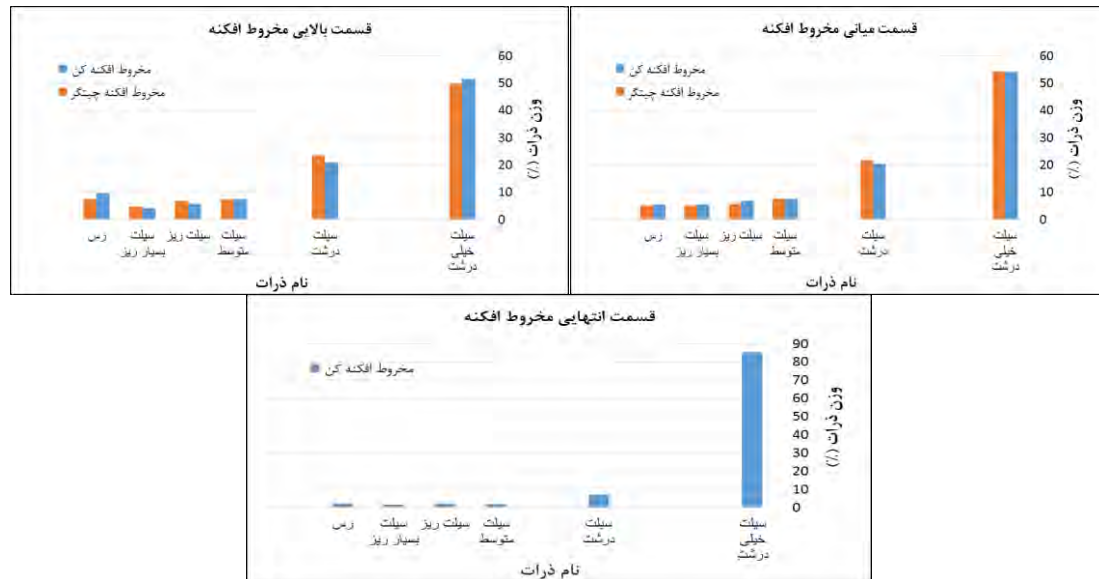 قسمت میانی مخروط افکنه
مخروط افکنه کن
مخروط افکنه چیتگر
وزن ذرات (٪)
60
50
40
30
20
10
0
سیلت خیلی درشت
سیلت درشت
سیلت متوسط
سیلت ریز
سیلت بسیار ریز
رس
نام ذرات
قسمت بالایی مخروط افکنه
مخروط افکنه کن
مخروط افکنه چیتگر
وزن ذرات (٪)
60
50
40
30
20
10
0
سیلت خیلی درشت
سیلت درشت
سیلت متوسط
سیلت ریز
سیلت بسیار ریز
رس
نام ذرات
قسمت انتهایی مخروط افکنه
مخروط افکنه کن
وزن ذرات (٪)
90
80
70
60
50
40
30
20
10
0
سیلت خیلی درشت
سیلت درشت
سیلت متوسط
سیلت ریز
سیلت بسیار ریز
رس
نام ذرات